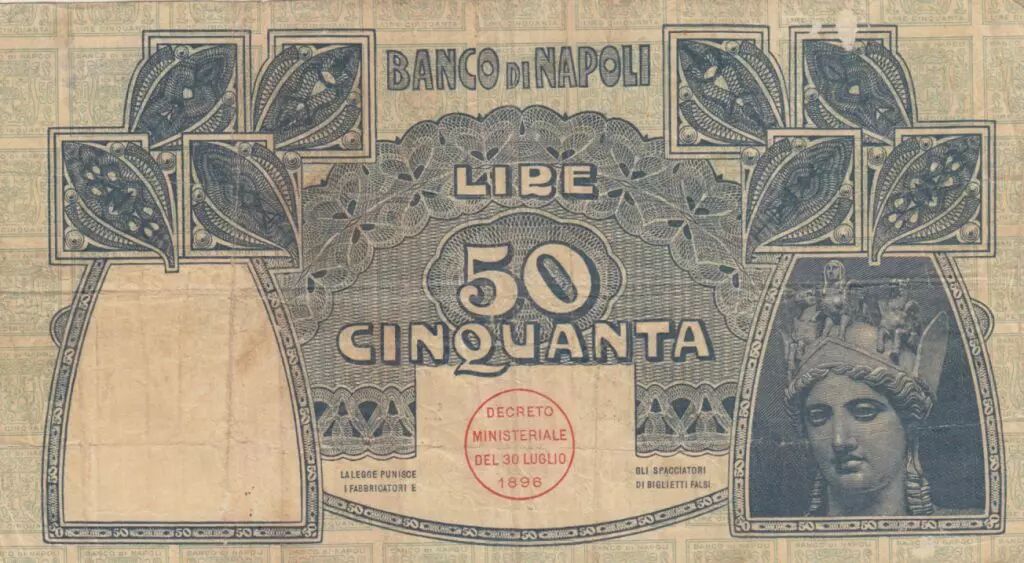 BANCO DI NAPOLI
LIRE
50
CINQUANTA
DECRETO
MINISTERIALE
DEL 30 LUGLIO
1896
LA LEGGE PUNISCE
I FABBRICATORI E
GLI SPACCIATORI
DI BIGLIETTI FALSI